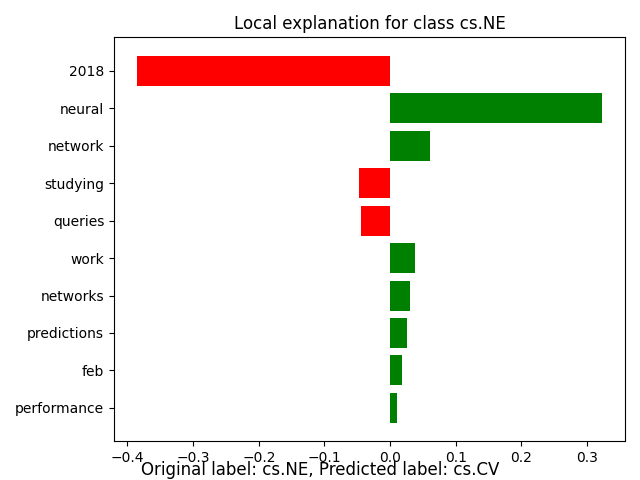 Local explanation for class cs.NE
2018
neural
network
studying
queries
work
networks
predictions
feb
performance
−0.4 −0.3 −0.2 −0.1 0.0 0.1 0.2 0.3
Original label: cs.NE, Predicted label: cs.CV